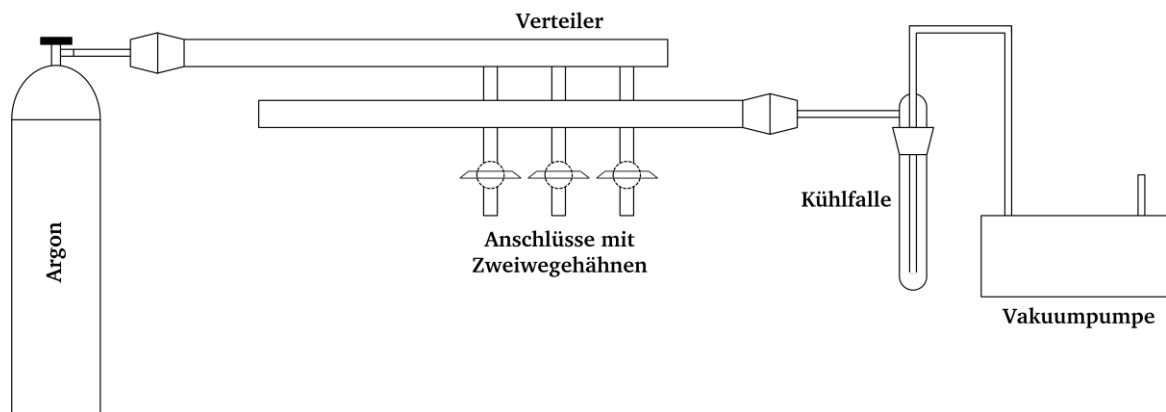 Verteiler
Argon
Anschlüsse mit
Zweiwegehähnen
Kühlfalle
Vakuumpumpe